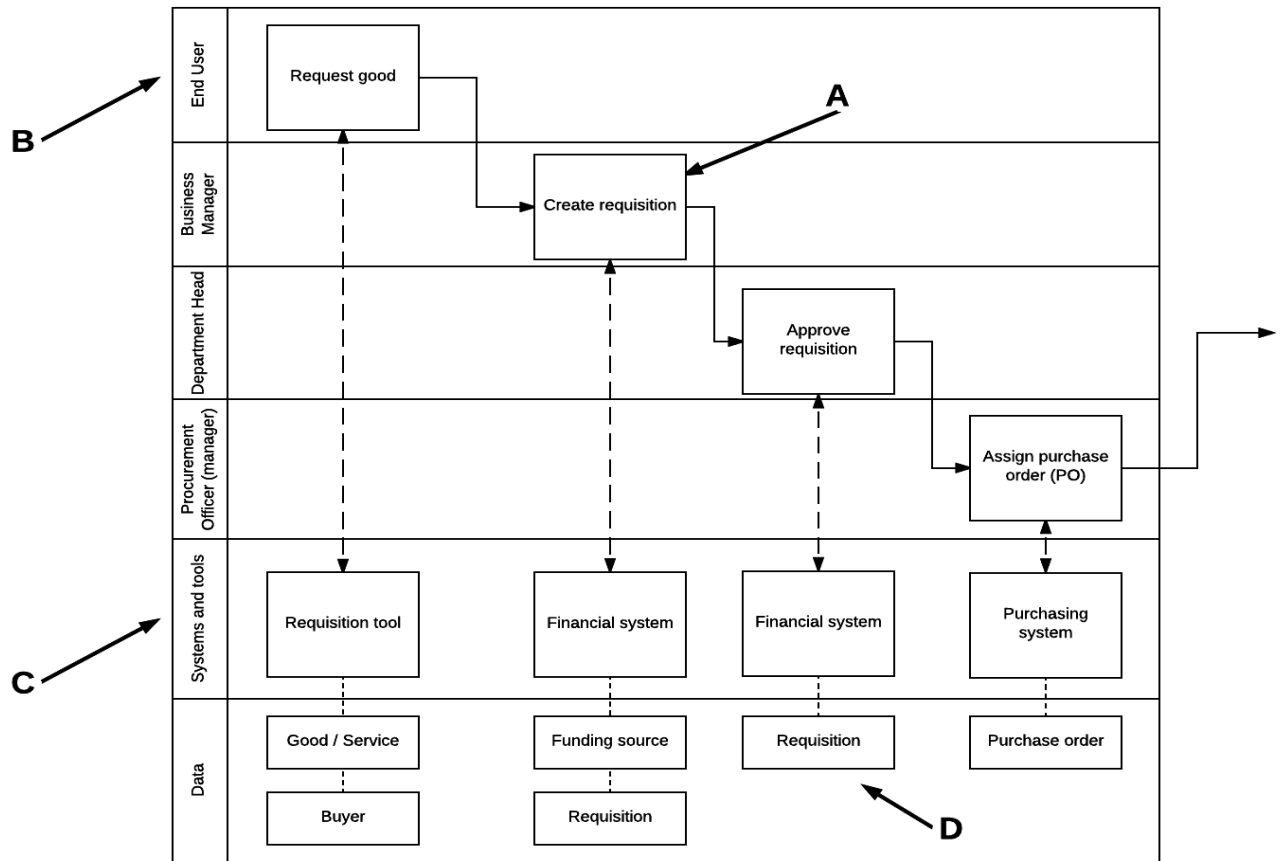 End User
Request good
A
B
Business
Manager
Create requisition
Department Head
Approve
requisition
Procurement
Officer (manager)
Assign purchase
order (PO)
Systems and tools
Requisition tool
Financial system
Financial system
Purchasing
system
C
Data
Good / Service
Funding source
Requisition
Purchase order
Buyer
Requisition
D